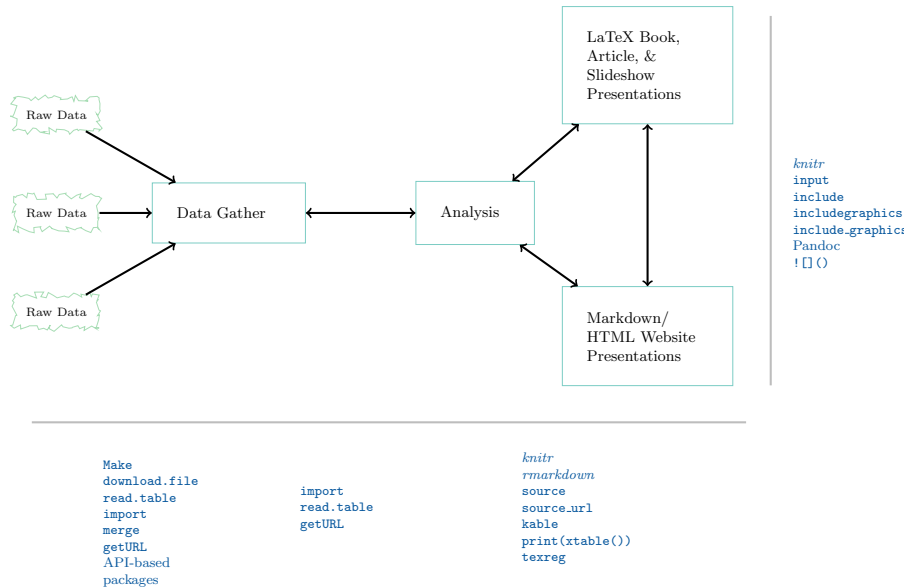 LaTeX Book,
Article, &
Slideshow
Presentations
Raw Data
Raw Data
Raw Data
Data Gather
Analysis
Markdown/
HTML Website
Presentations
knitr
input
include
includegraphics
include_graphics
Pandoc
![]()
Make
download.file
read.table
import
merge
getURL
API-based
packages
import
read.table
getURL
knitr
rmarkdown
source
source_url
kable
print(xtable())
texreg